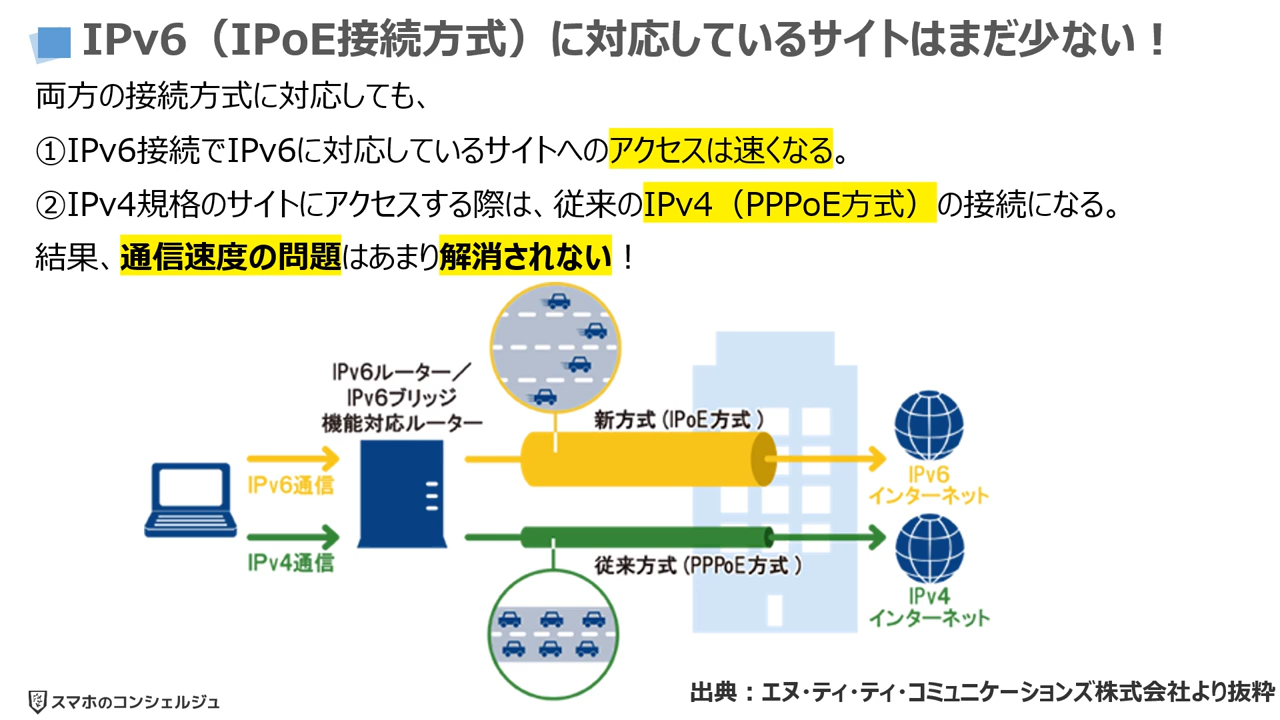 IPv6（IPoE接続方式）に対応しているサイトはまだ少ない！
両方の接続方式に対応しても、
①IPv6接続でIPv6に対応しているサイトへのアクセスは速くなる。
②IPv4規格のサイトにアクセスする際は、従来のIPv4（PPPoE方式）の接続になる。
結果、通信速度の問題はあまり解消されない！
IPv6ルーター／
IPv6ブリッジ
機能対応ルーター
新方式（IPoE方式）
IPv6通信
IPv6
インターネット
IPv4通信
従来方式（PPPoE方式）
IPv4
インターネット
スマホのコンシェルジュ
出典：エヌ・ティ・ティ・コミュニケーションズ株式会社より抜粋